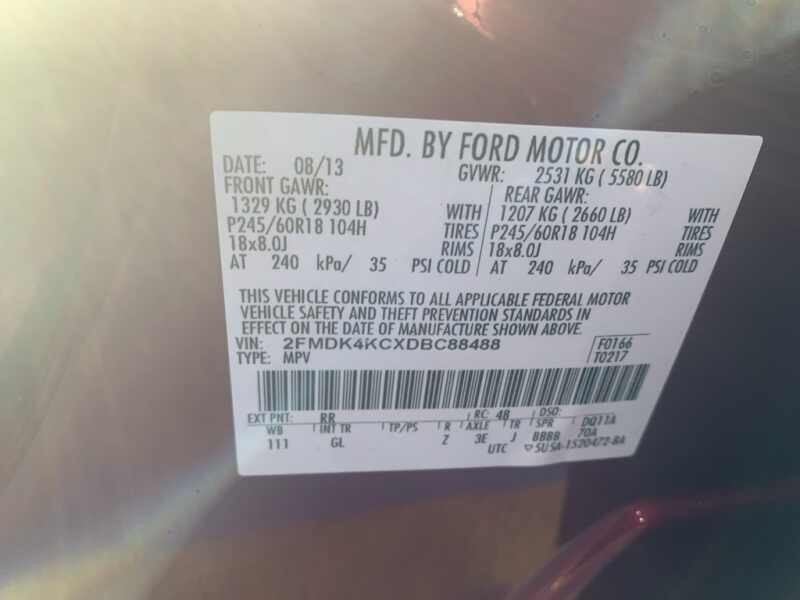 MFD. BY FORD MOTOR CO.
DATE: 08/13 GVWR: 2531 KG ( 5580 LB)
FRONT GAWR: REAR GAWR:
1329 KG ( 2930 LB) WITH 1207 KG ( 2660 LB) WITH
P245/60R18 104H TIRES P245/60R18 104H TIRES
18x8.0J RIMS 18x8.0J RIMS
AT 240 kPa/ 35 PSI COLD AT 240 kPa/ 35 PSI COLD
THIS VEHICLE CONFORMS TO ALL APPLICABLE FEDERAL MOTOR
VEHICLE SAFETY AND THEFT PREVENTION STANDARDS IN
EFFECT ON THE DATE OF MANUFACTURE SHOWN ABOVE.
VIN: 2FMDK4KCXDBC88488 F0166
TYPE: MPV T0217
EXT PNT: RR RC: 48 DSO:
WB INT TR TP/PS R AXLE TR SPR DQ11A
111 GL Z 3E J BBBB 70A
UTC 5U5A-1520472-BA